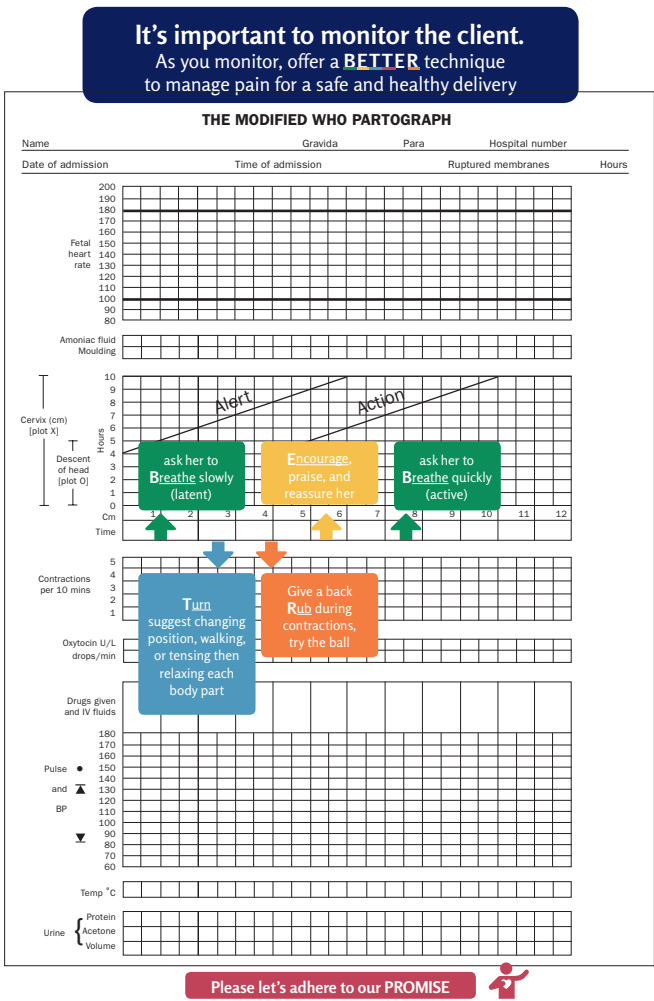 It's important to monitor the client.
As you monitor, offer a BETTER technique
to manage pain for a safe and healthy delivery
THE MODIFIED WHO PARTOGRAPH
Name Gravida Para Hospital number
Date of admission Time of admission Ruptured membranes Hours
200
190
180
170
160
150
140
130
120
110
100
90
80
Fetal
heart
rate
Amoniac fluid
Moulding
Cervix (cm)
[plot X]
Descent
of head
[plot O]
Hours
10
9
8
7
6
5
4
3
2
1
0
Alert
Action
ask her to
Breathe slowly
(latent)
Encourage,
praise, and
reassure her
ask her to
Breathe quickly
(active)
Cm 1 2 3 4 5 6 7 8 9 10 11 12
Time
Contractions
per 10 mins
5
4
3
2
1
Turn
suggest changing
position, walking,
or tensing then
relaxing each
body part
Give a back
Rub during
contractions,
try the ball
Oxytocin U/L
drops/min
Drugs given
and IV fluids
180
170
160
150
140
130
120
110
100
90
80
70
60
Pulse
and
BP
Temp °C
Urine { Protein
Acetone
Volume
Please let's adhere to our PROMISE